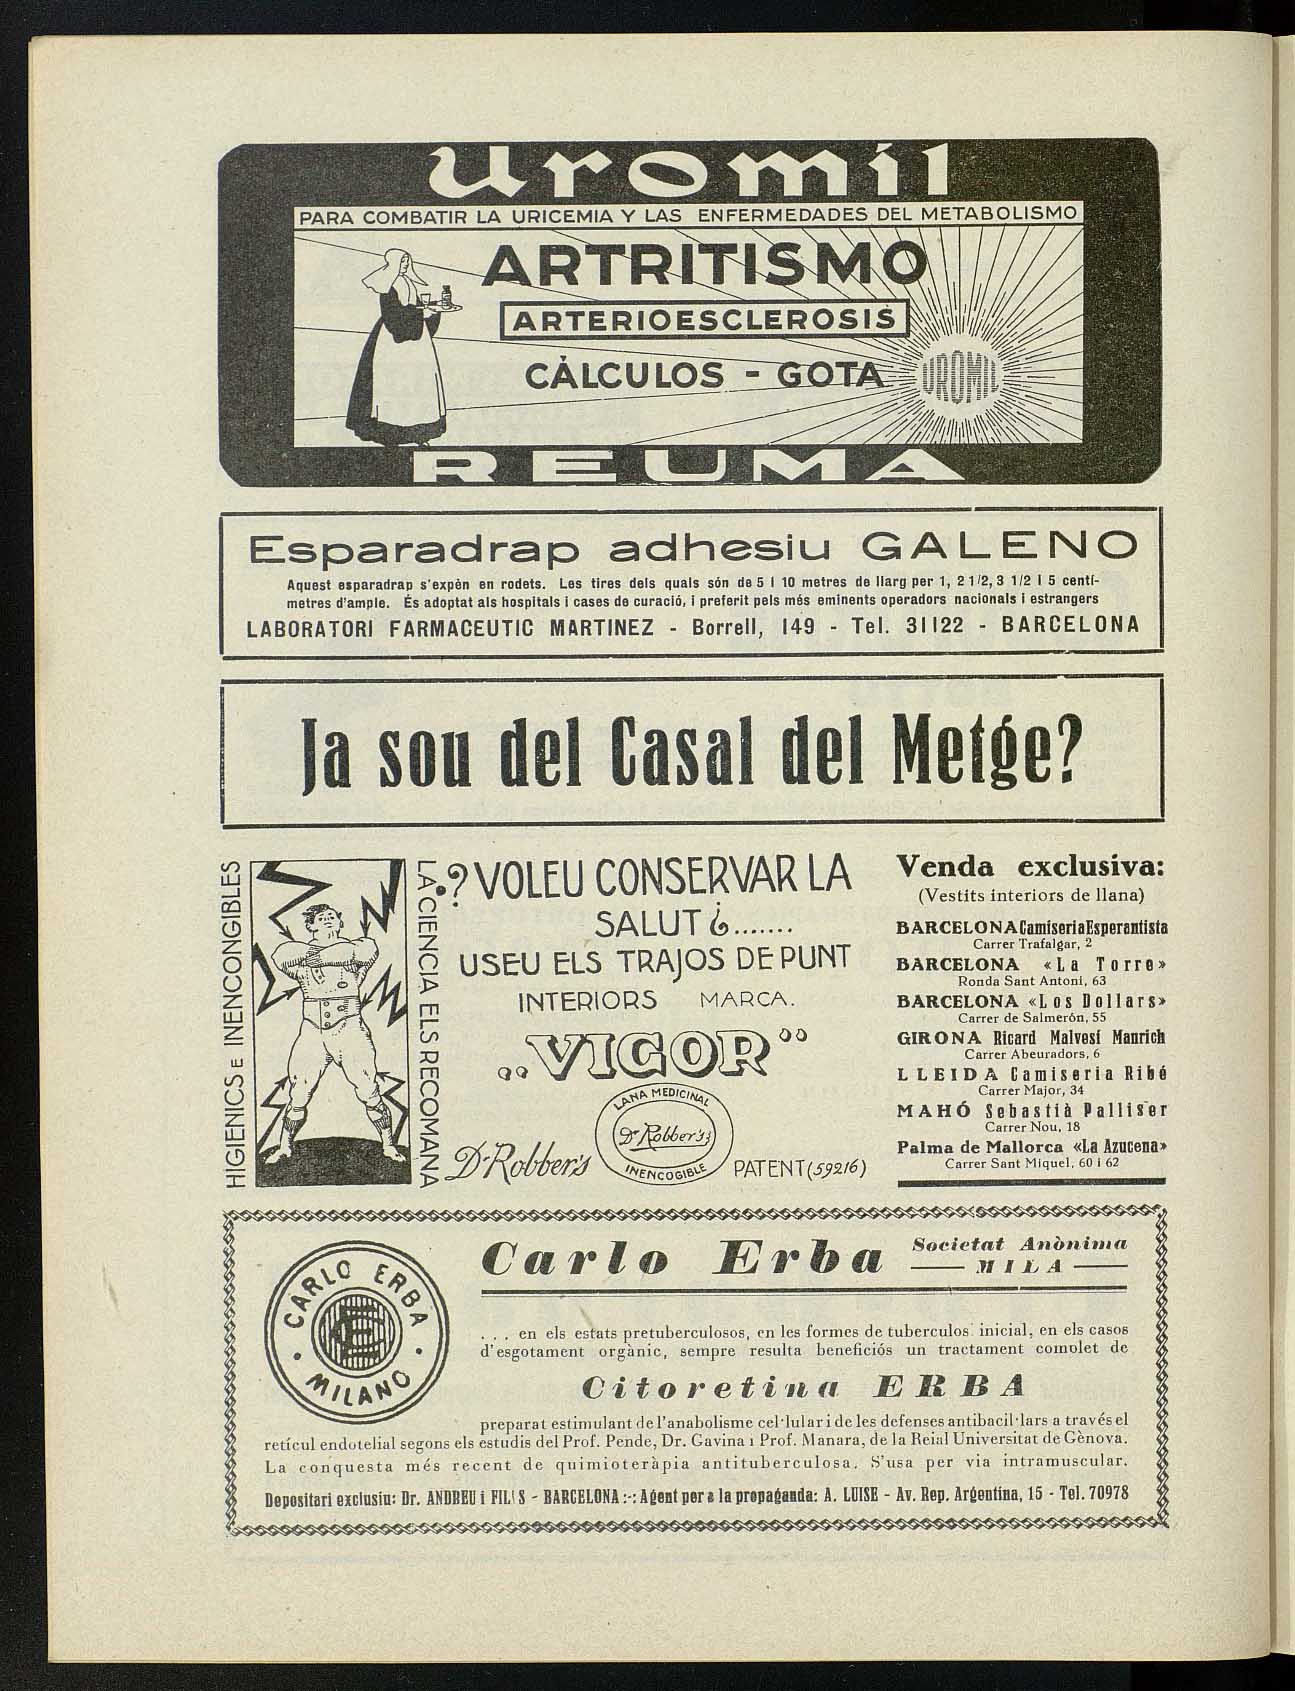 Uromil
PARA COMBATIR LA URICEMIA Y LAS ENFERMEDADES DEL METABOLISMO
ARTRITISMO
ARTERIOESCLEROSIS
CÁLCULOS - GOTA
UROMIL
REUMA
Esparadrap adhesiu GALENO
Aquest esparadrap s'expèn en rodets. Les tires dels quals són de 5 i 10 metres de llarg per 1, 2 1/2, 3 1/2 i 5 centí-
metres d'ample. És adoptat als hospitals i cases de curació, i preferit pels més eminents operadors nacionals i estrangers
LABORATORI FARMACEUTIC MARTINEZ - Borrell, 149 - Tel. 31122 - BARCELONA
Ja sou del Casal del Metge?
HIGIENICS E INENCONGIBLES
LA CIENCIA ELS RECOMANA
? VOLEU CONSERVAR LA
SALUT ¿.......
USEU ELS TRAJOS DE PUNT
INTERIORS MARCA.
„VIGOR"
LANA MEDICINAL
Dr Robber's
INENCOGIBLE
Dr Robber's
PATENT (59216)
Venda exclusiva:
(Vestits interiors de llana)
BARCELONA Camiseria Esperantista
Carrer Trafalgar, 2
BARCELONA «La Torre»
Ronda Sant Antoni, 63
BARCELONA «Los Dollars»
Carrer de Salmerón, 55
GIRONA Ricard Malvesí Manrich
Carrer Abeuradors, 6
LLEIDA Camiseria Ribé
Carrer Major, 34
MAHÓ Sebastià Palliser
Carrer Nou, 18
Palma de Mallorca «La Azucena»
Carrer Sant Miquel, 60 i 62
CARLO ERBA
MILANO
Carlo Erba Societat Anònima
MILA
. . . en els estats pretuberculosos, en les formes de tuberculos inicial, en els casos
d'esgotament orgànic, sempre resulta beneficiós un tractament comolet de
Citoretina ERBA
preparat estimulant de l'anabolisme cel·lular i de les defenses antibacil·lars a través el
retícul endotelial segons els estudis del Prof. Pende, Dr. Gavina i Prof. Manara, de la Reial Universitat de Gènova.
La conquesta més recent de quimioteràpia antituberculosa. S'usa per via intramuscular.
Depositari exclusiu: Dr. ANDREU i FILLS - BARCELONA :-: Agent per a la propaganda: A. LUISE - Av. Rep. Argentina, 15 - Tel. 70978